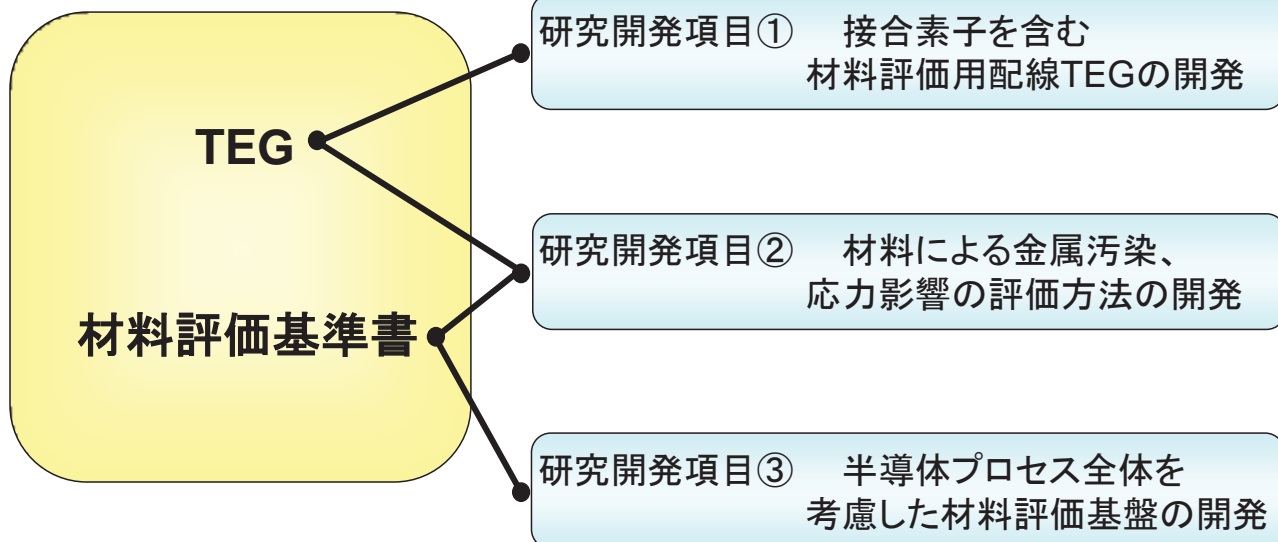 TEG
材料評価基準書
研究開発項目① 接合素子を含む
材料評価用配線TEGの開発
研究開発項目② 材料による金属汚染、
応力影響の評価方法の開発
研究開発項目③ 半導体プロセス全体を
考慮した材料評価基盤の開発